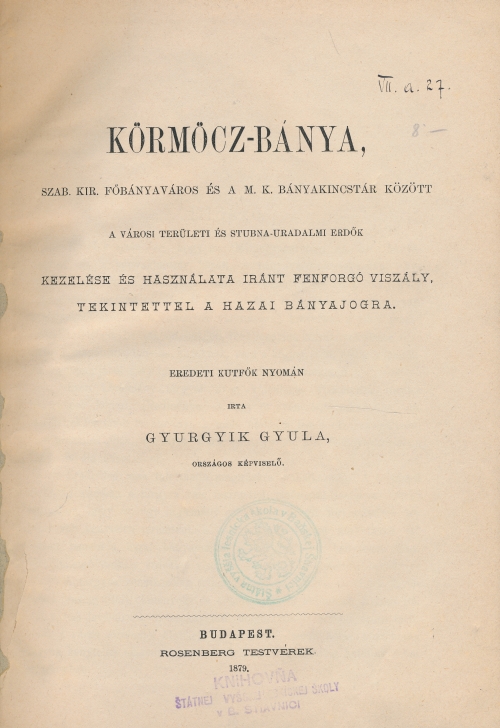 VII. a. 27.
8 —
KÖRMÖCZ-BÁNYA,
SZAB. KIR. FŐBÁNYAVÁROS ÉS A M. K. BÁNYAKINCSTÁR KÖZÖTT
A VÁROSI TERÜLETI ÉS STUBNA-URADALMI ERDŐK
KEZELÉSE ÉS HASZNÁLATA IRÁNT FENFORGÓ VISZÁLY,
TEKINTETTEL A HAZAI BÁNYAJOGRA.
EREDETI KUTFŐK NYOMÁN
IRTA
GYURGYIK GYULA,
ORSZÁGOS KÉPVISELŐ.
BUDAPEST.
ROSENBERG TESTVÉREK.
1879.
KNIHOVŇA
ŠTÁTNEJ
ŠKOLY